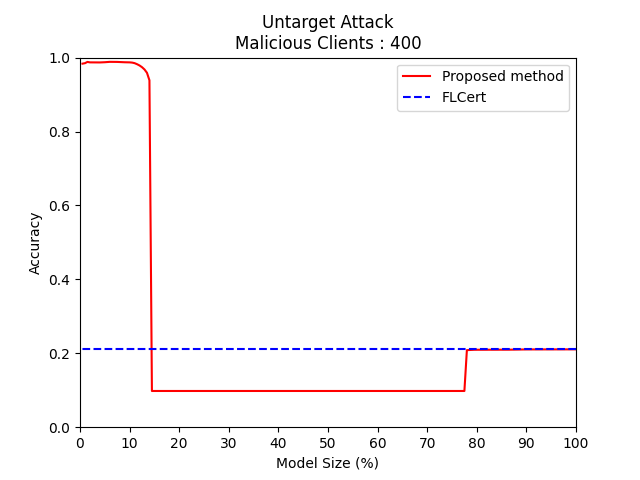 Untarget Attack
Malicious Clients : 400
Proposed method
FLCert
1.0
0.8
0.6
0.4
0.2
0.0
Accuracy
0 10 20 30 40 50 60 70 80 90 100
Model Size (%)